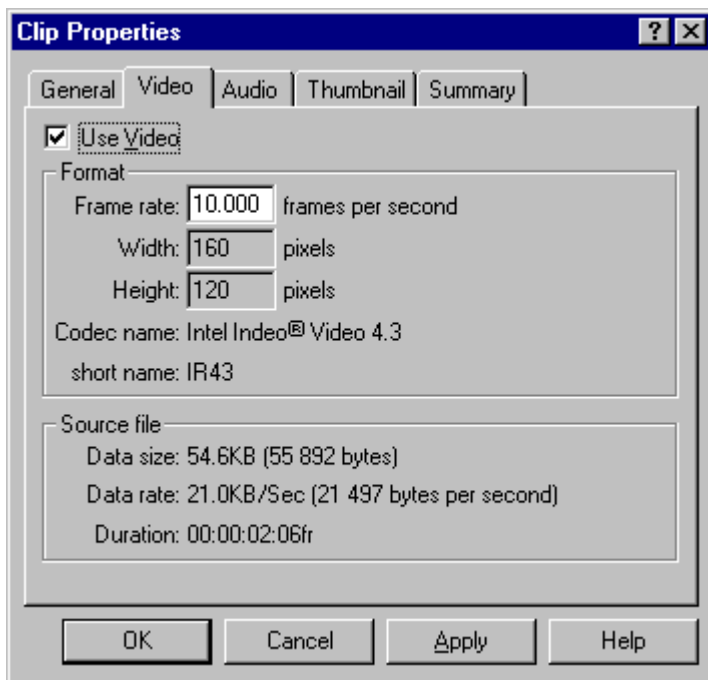 Clip Properties
General Video Audio Thumbnail Summary
Use Video
Format
Frame rate: 10.000 frames per second
Width: 160 pixels
Height: 120 pixels
Codec name: Intel Indeo® Video 4.3
short name: IR43
Source file
Data size: 54.6KB (55 892 bytes)
Data rate: 21.0KB/Sec (21 497 bytes per second)
Duration: 00:00:02:06fr
OK Cancel Apply Help